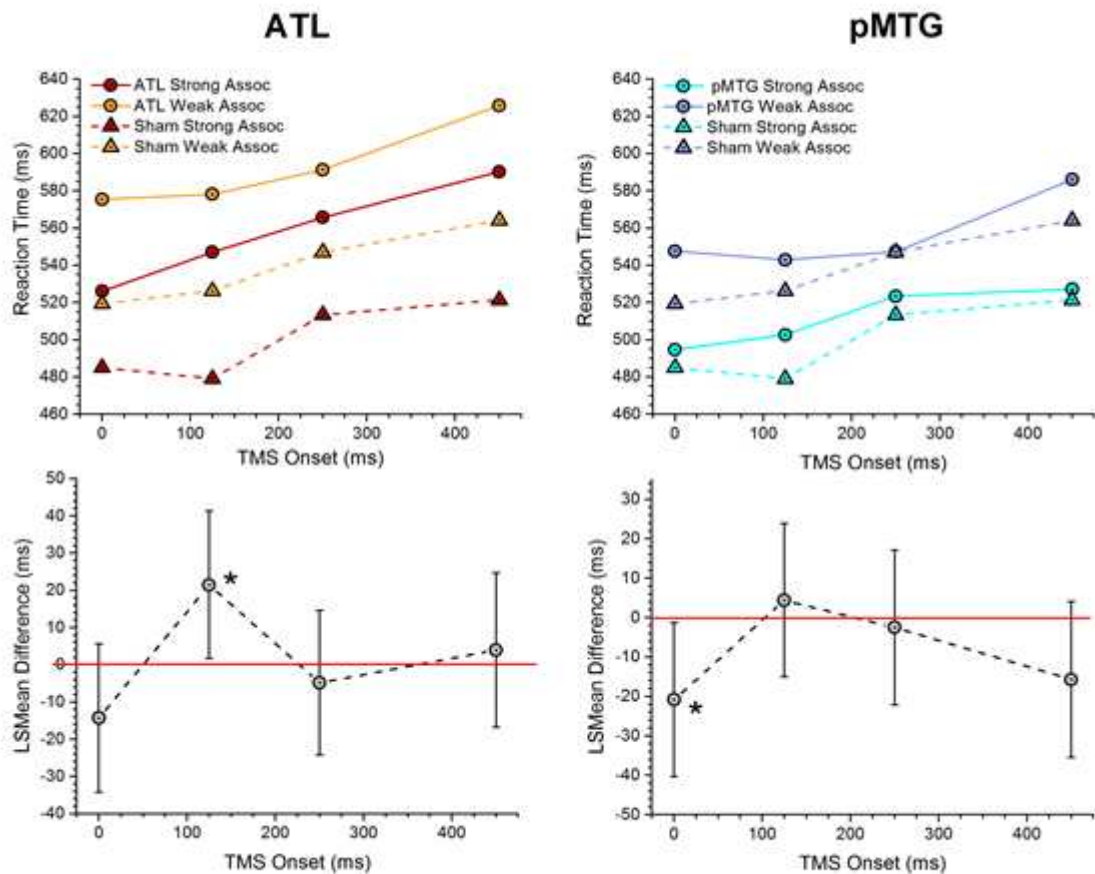 ATL
ATL Strong Assoc
ATL Weak Assoc
Sham Strong Assoc
Sham Weak Assoc
Reaction Time (ms)
640
620
600
580
560
540
520
500
480
460
0 100 200 300 400
TMS Onset (ms)
pMTG
pMTG Strong Assoc
pMTG Weak Assoc
Sham Strong Assoc
Sham Weak Assoc
Reaction Time (ms)
640
620
600
580
560
540
520
500
480
460
0 100 200 300 400
TMS Onset (ms)
LSMean Difference (ms)
50
40
30
20
10
0
-10
-20
-30
-40
*
0 100 200 300 400
TMS Onset (ms)
LSMean Difference (ms)
30
20
10
0
-10
-20
-30
-40
-50
*
0 100 200 300 400
TMS Onset (ms)